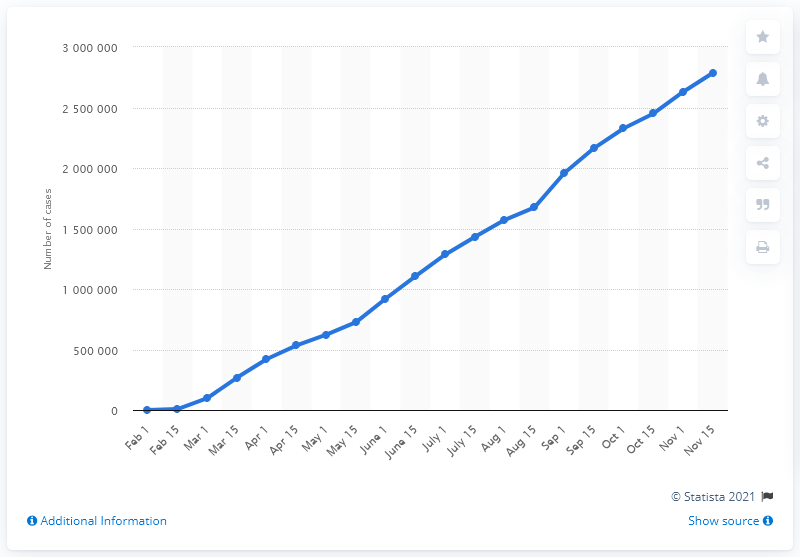 3 000 000
2 500 000
2 000 000
1 500 000
1 000 000
500 000
0
Number of cases
Feb 1
Feb 15
Mar 1
Mar 15
Apr 1
Apr 15
May 1
May 15
June 1
June 15
July 1
July 15
Aug 1
Aug 15
Sep 1
Sep 15
Oct 1
Oct 15
Nov 1
Nov 15
© Statista 2021
Additional Information
Show source